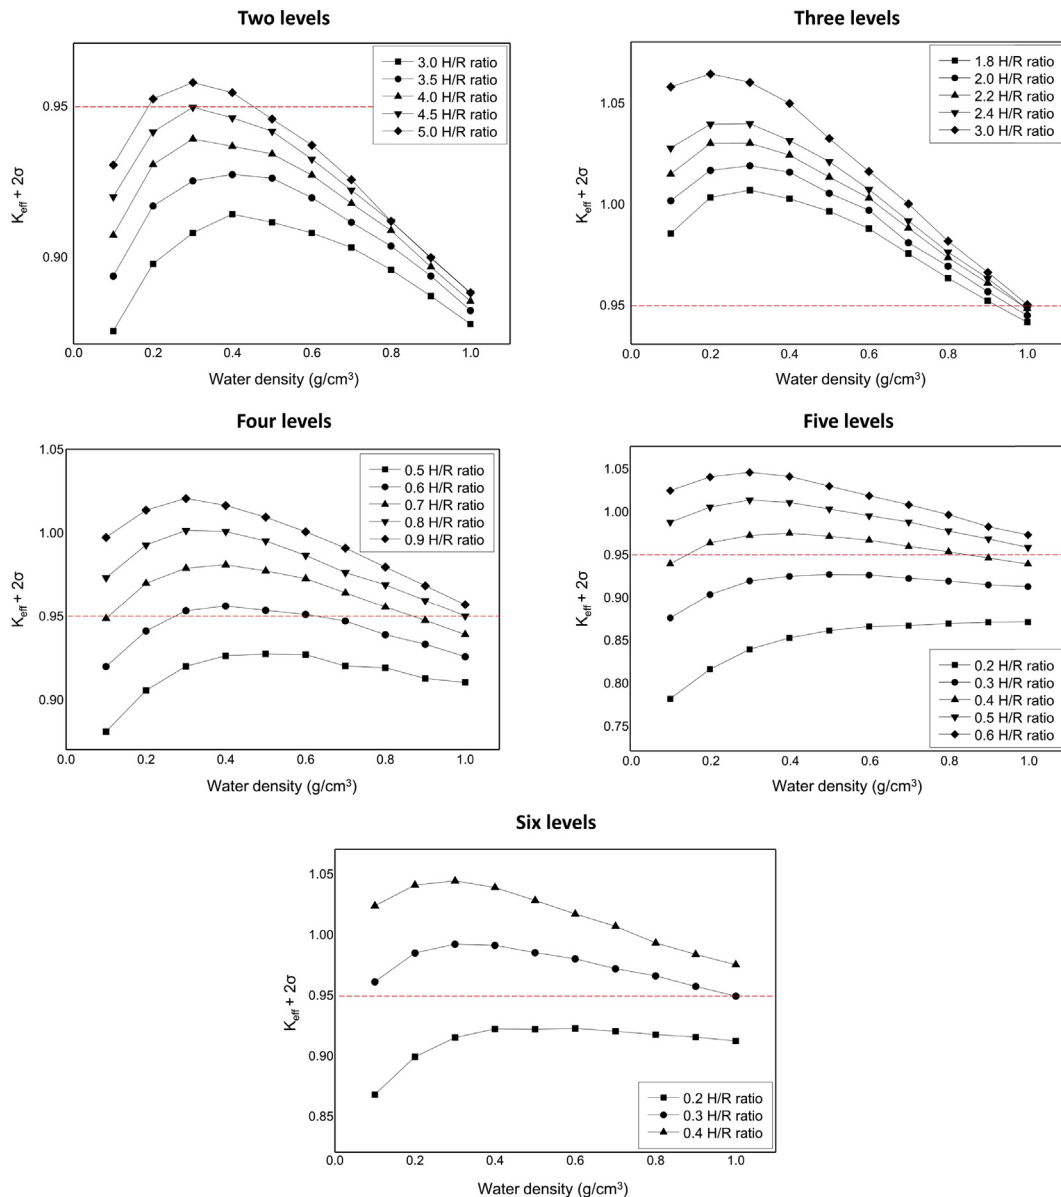 Two levels
0.95
0.90
K_eff + 2σ
3.0 H/R ratio
3.5 H/R ratio
4.0 H/R ratio
4.5 H/R ratio
5.0 H/R ratio
0.0 0.2 0.4 0.6 0.8 1.0
Water density (g/cm³)
Three levels
1.05
1.00
0.95
K_eff + 2σ
1.8 H/R ratio
2.0 H/R ratio
2.2 H/R ratio
2.4 H/R ratio
3.0 H/R ratio
0.0 0.2 0.4 0.6 0.8 1.0
Water density (g/cm³)
Four levels
1.05
1.00
0.95
0.90
K_eff + 2σ
0.5 H/R ratio
0.6 H/R ratio
0.7 H/R ratio
0.8 H/R ratio
0.9 H/R ratio
0.0 0.2 0.4 0.6 0.8 1.0
Water density (g/cm³)
Five levels
1.05
1.00
0.95
0.90
0.85
0.80
0.75
K_eff + 2σ
0.2 H/R ratio
0.3 H/R ratio
0.4 H/R ratio
0.5 H/R ratio
0.6 H/R ratio
0.0 0.2 0.4 0.6 0.8 1.0
Water density (g/cm³)
Six levels
1.05
1.00
0.95
0.90
0.85
K_eff + 2σ
0.2 H/R ratio
0.3 H/R ratio
0.4 H/R ratio
0.0 0.2 0.4 0.6 0.8 1.0
Water density (g/cm³)